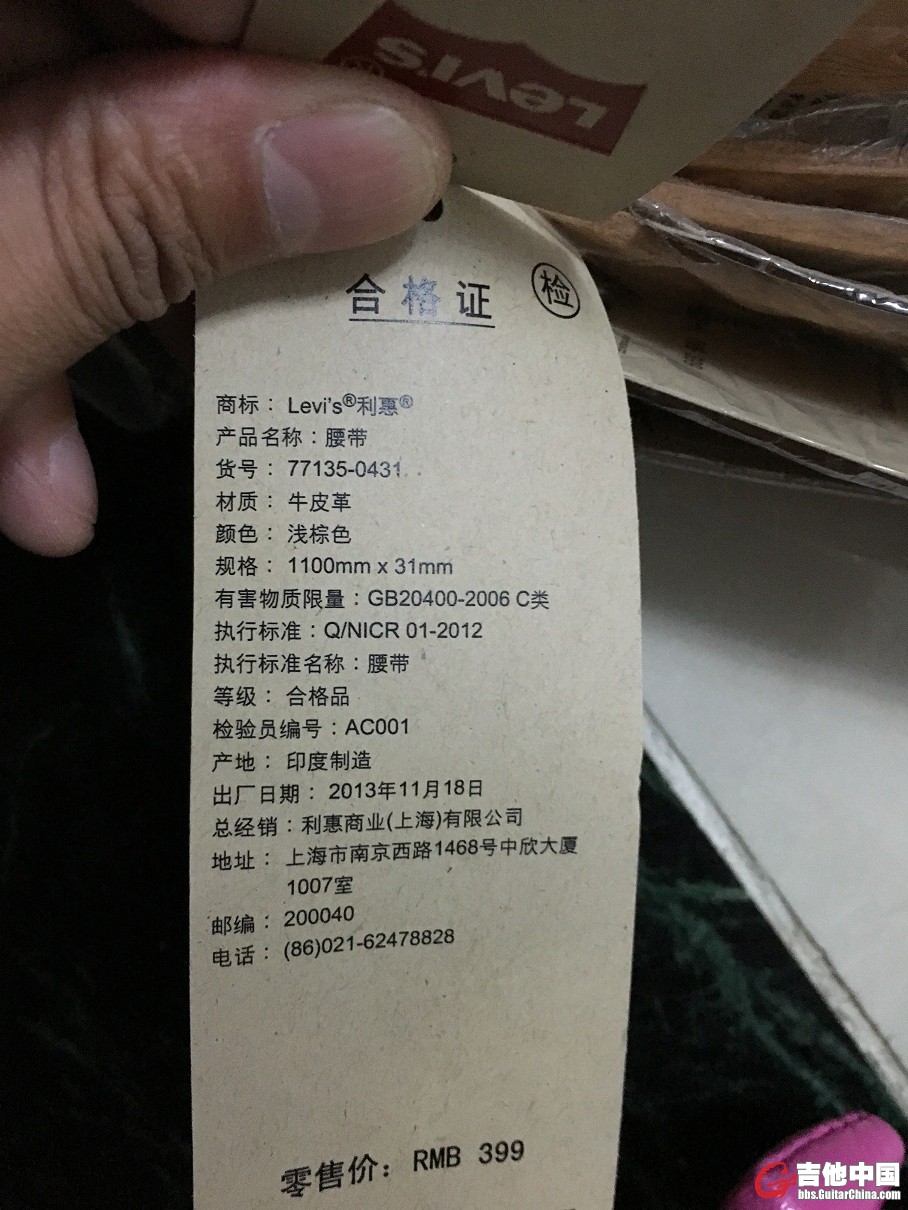 Levi's
合格证 检
商标： Levi's®利惠®
产品名称：腰带
货号： 77135-0431
材质： 牛皮革
颜色： 浅棕色
规格： 1100mm x 31mm
有害物质限量：GB20400-2006 C类
执行标准：Q/NICR 01-2012
执行标准名称：腰带
等级： 合格品
检验员编号：AC001
产地： 印度制造
出厂日期： 2013年11月18日
总经销：利惠商业(上海)有限公司
地址： 上海市南京西路1468号中欣大厦
1007室
邮编： 200040
电话： (86)021-62478828
零售价：RMB 399
吉他中国
bbs.GuitarChina.com